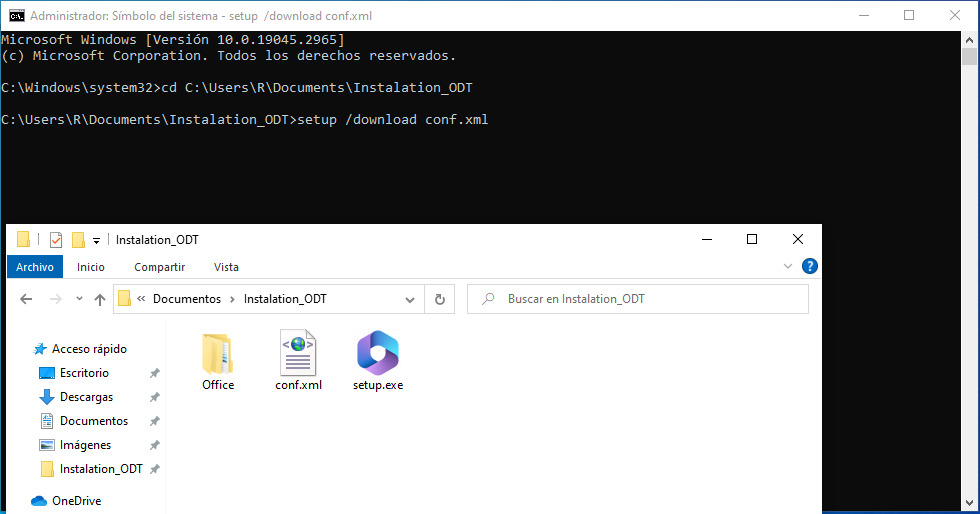 Administrador: Símbolo del sistema - setup /download conf.xml
Microsoft Windows [Versión 10.0.19045.2965]
(c) Microsoft Corporation. Todos los derechos reservados.
C:\Windows\system32>cd C:\Users\R\Documents\Instalation_ODT
C:\Users\R\Documents\Instalation_ODT>setup /download conf.xml
Instalation_ODT
Archivo Inicio Compartir Vista
« Documentos > Instalation_ODT Buscar en Instalation_ODT
Acceso rápido
Escritorio
Descargas
Documentos
Imágenes
Instalation_ODT
OneDrive
Office conf.xml setup.exe